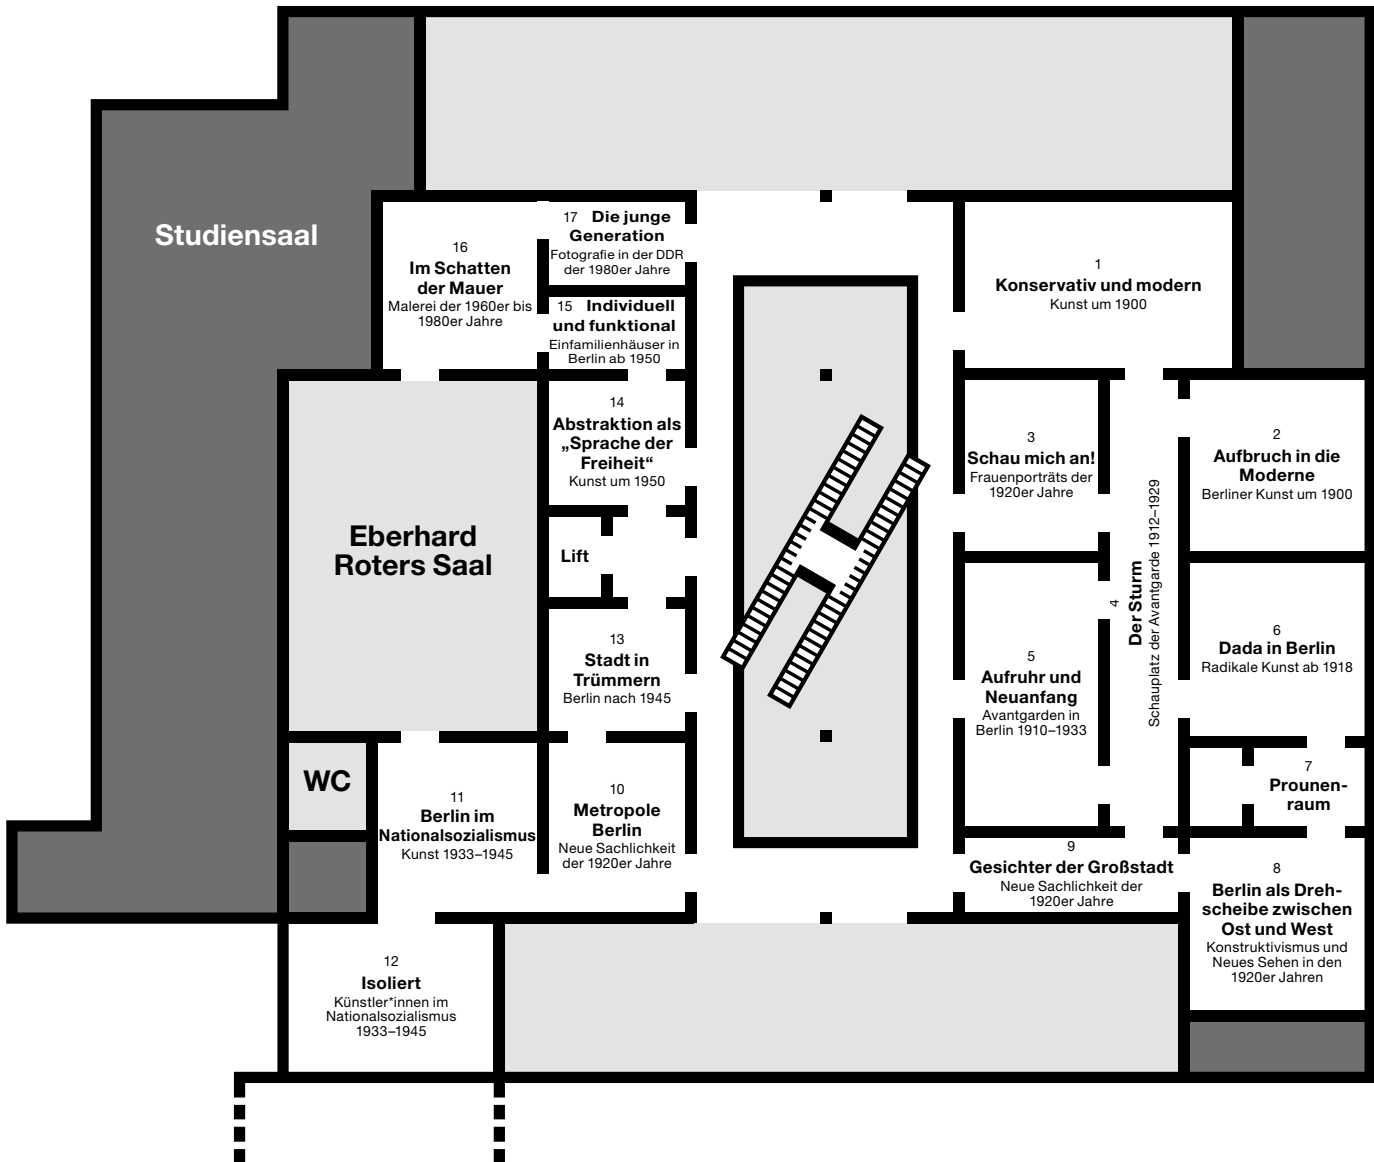 Studiensaal
16
Im Schatten
der Mauer
Malerei der 1960er bis
1980er Jahre
17 Die junge
Generation
Fotografie in der DDR
der 1980er Jahre
15 Individuell
und funktional
Einfamilienhäuser in
Berlin ab 1950
1
Konservativ und modern
Kunst um 1900
14
Abstraktion als
„Sprache der
Freiheit“
Kunst um 1950
3
Schau mich an!
Frauenporträts der
1920er Jahre
2
Aufbruch in die
Moderne
Berliner Kunst um 1900
Eberhard
Roters Saal
Lift
4
Der Sturm
Schauplatz der Avantgarde 1912–1929
13
Stadt in
Trümmern
Berlin nach 1945
5
Aufruhr und
Neuanfang
Avantgarden in
Berlin 1910–1933
6
Dada in Berlin
Radikale Kunst ab 1918
WC
11
Berlin im
Nationalsozialismus
Kunst 1933–1945
10
Metropole
Berlin
Neue Sachlichkeit
der 1920er Jahre
7
Prounen-
raum
9
Gesichter der Großstadt
Neue Sachlichkeit der
1920er Jahre
8
Berlin als Dreh-
scheibe zwischen
Ost und West
Konstruktivismus und
Neues Sehen in den
1920er Jahren
12
Isoliert
Künstler*innen im
Nationalsozialismus
1933–1945